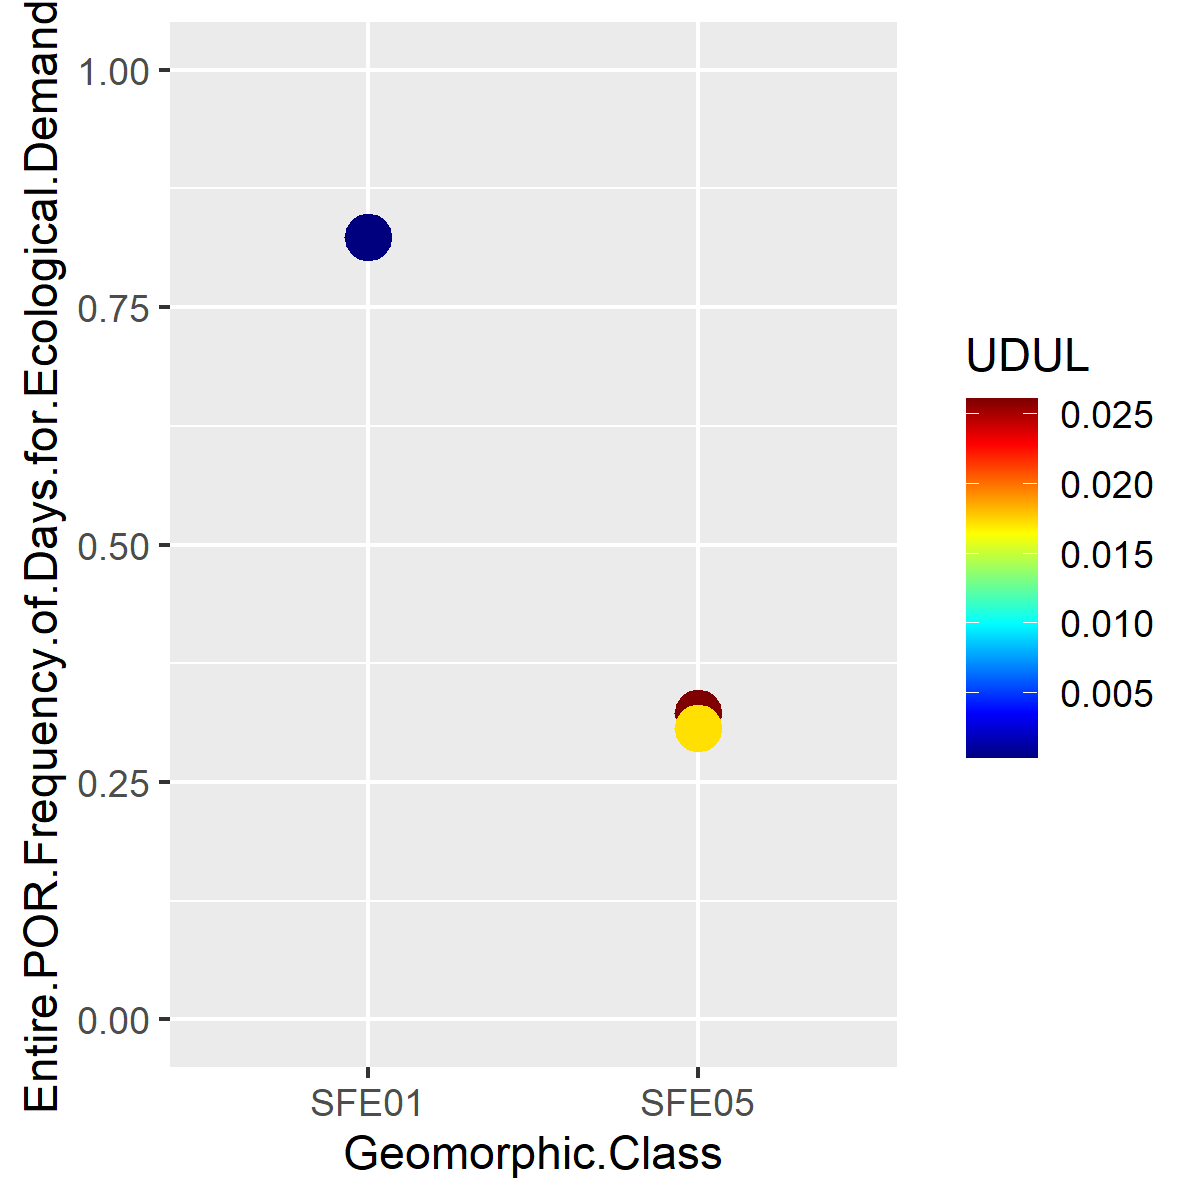 Entire.POR.Frequency.of.Days.for.Ecological.Demand
1.00
0.75
0.50
0.25
0.00
SFE01 SFE05
Geomorphic.Class
UDUL
0.025
0.020
0.015
0.010
0.005